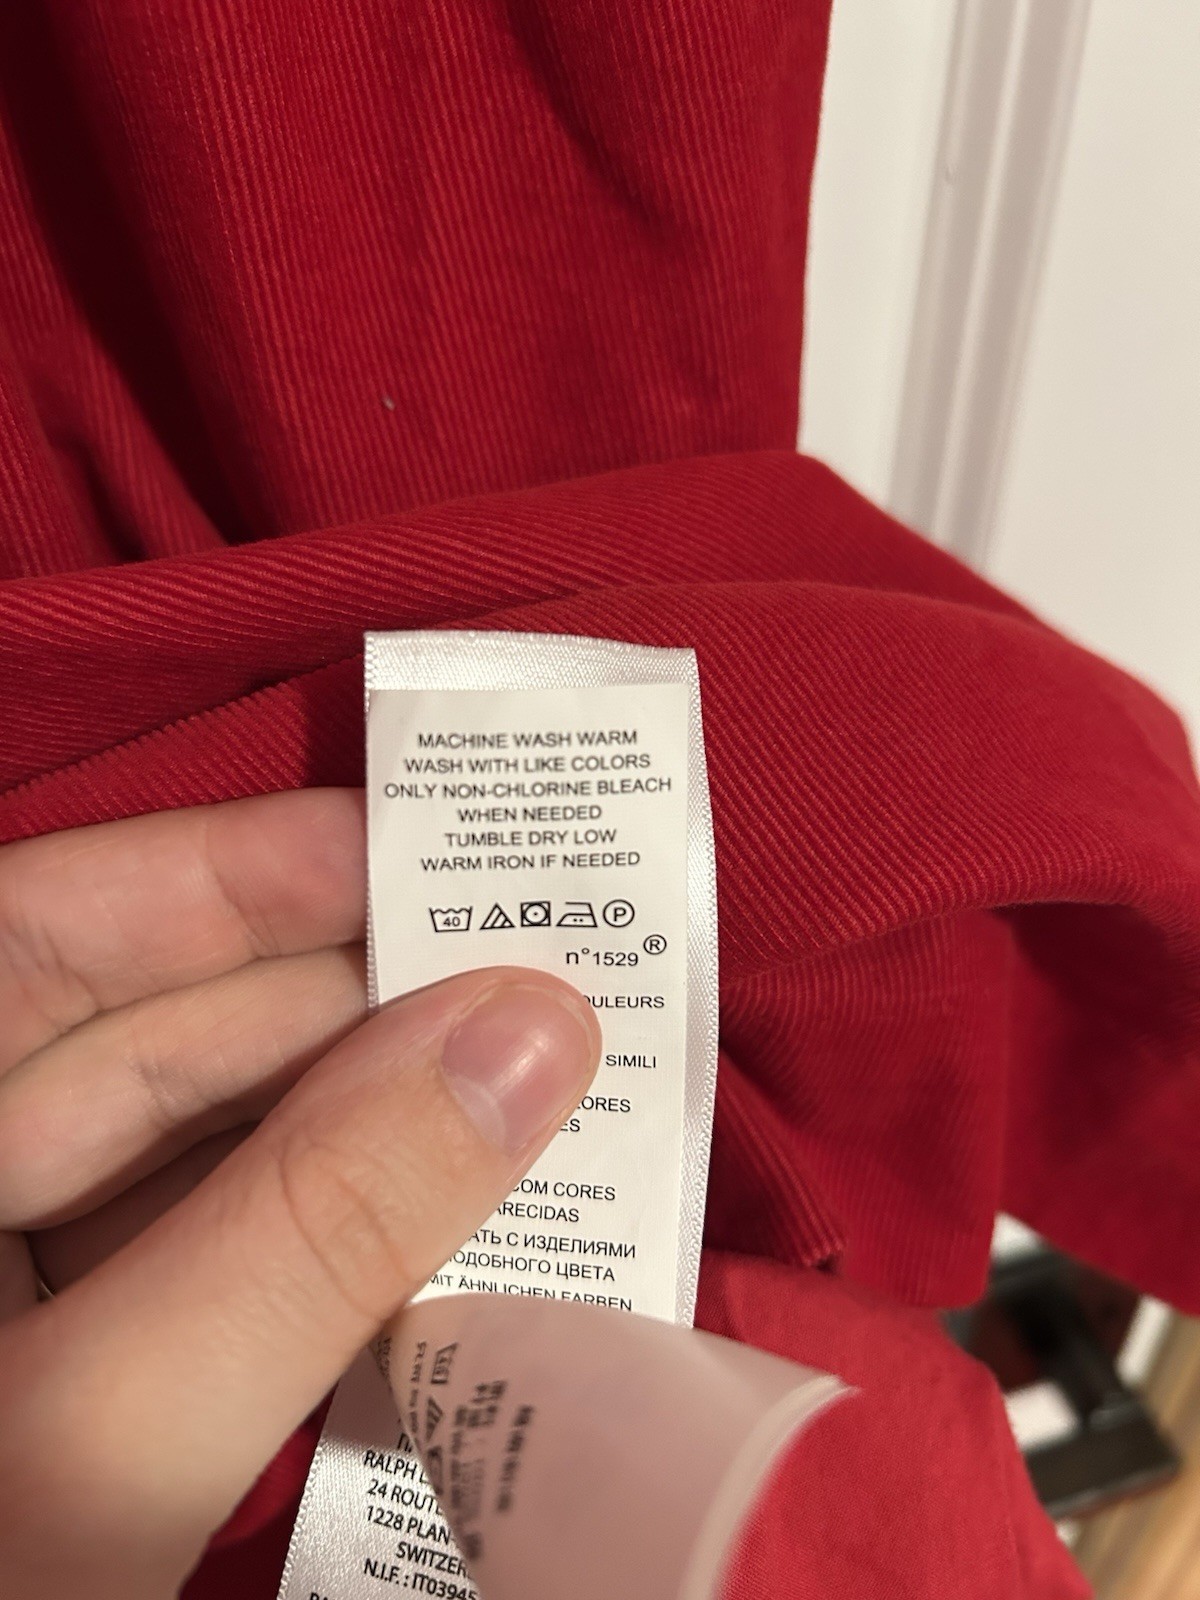 MACHINE WASH WARM
WASH WITH LIKE COLORS
ONLY NON-CHLORINE BLEACH
WHEN NEEDED
TUMBLE DRY LOW
WARM IRON IF NEEDED
40 P
n°1529 ®
OULEURS
SIMILI
ORES
ES
COM CORES
ARECIDAS
АТЬ С ИЗДЕЛИЯМИ
ОДОБНОГО ЦВЕТА
MIT ÄHNLICHEN FARBEN
RALPH L
24 ROUTE
1228 PLAN-
SWITZER
N.I.F.: IT03945